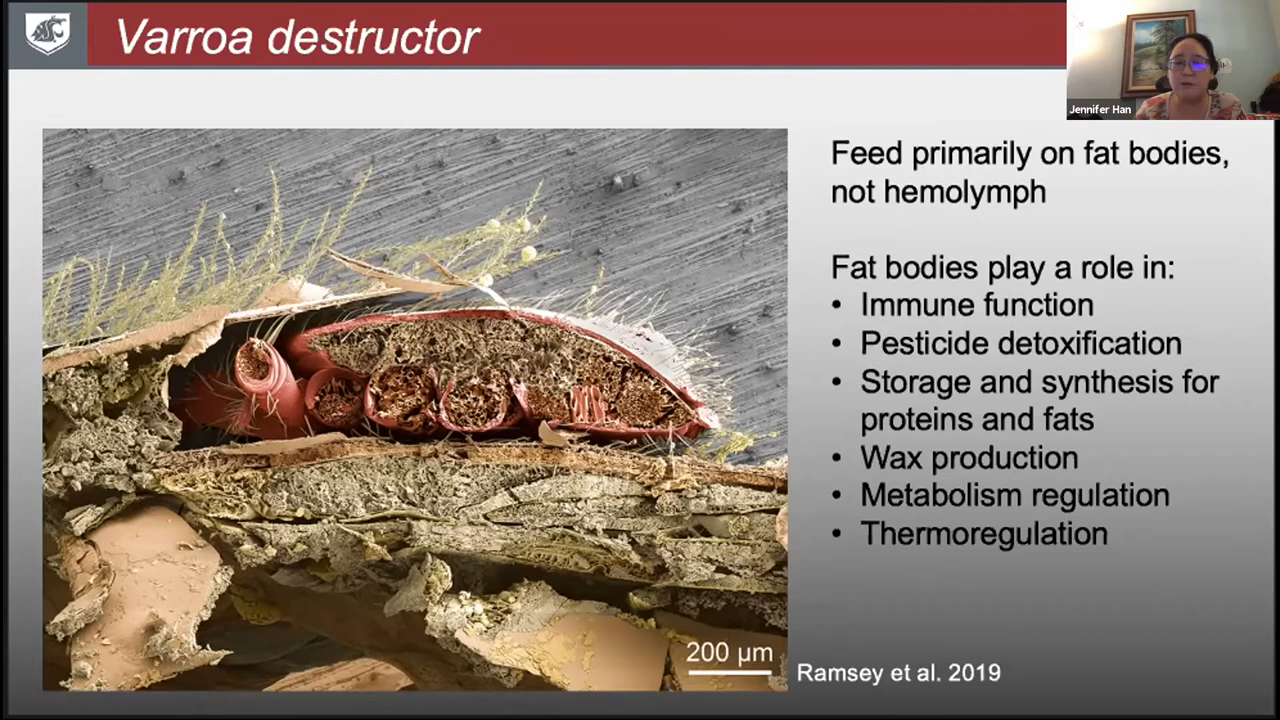 Varroa destructor
Jennifer Han
Feed primarily on fat bodies,
not hemolymph
Fat bodies play a role in:
• Immune function
• Pesticide detoxification
• Storage and synthesis for
proteins and fats
• Wax production
• Metabolism regulation
• Thermoregulation
200 µm
Ramsey et al. 2019